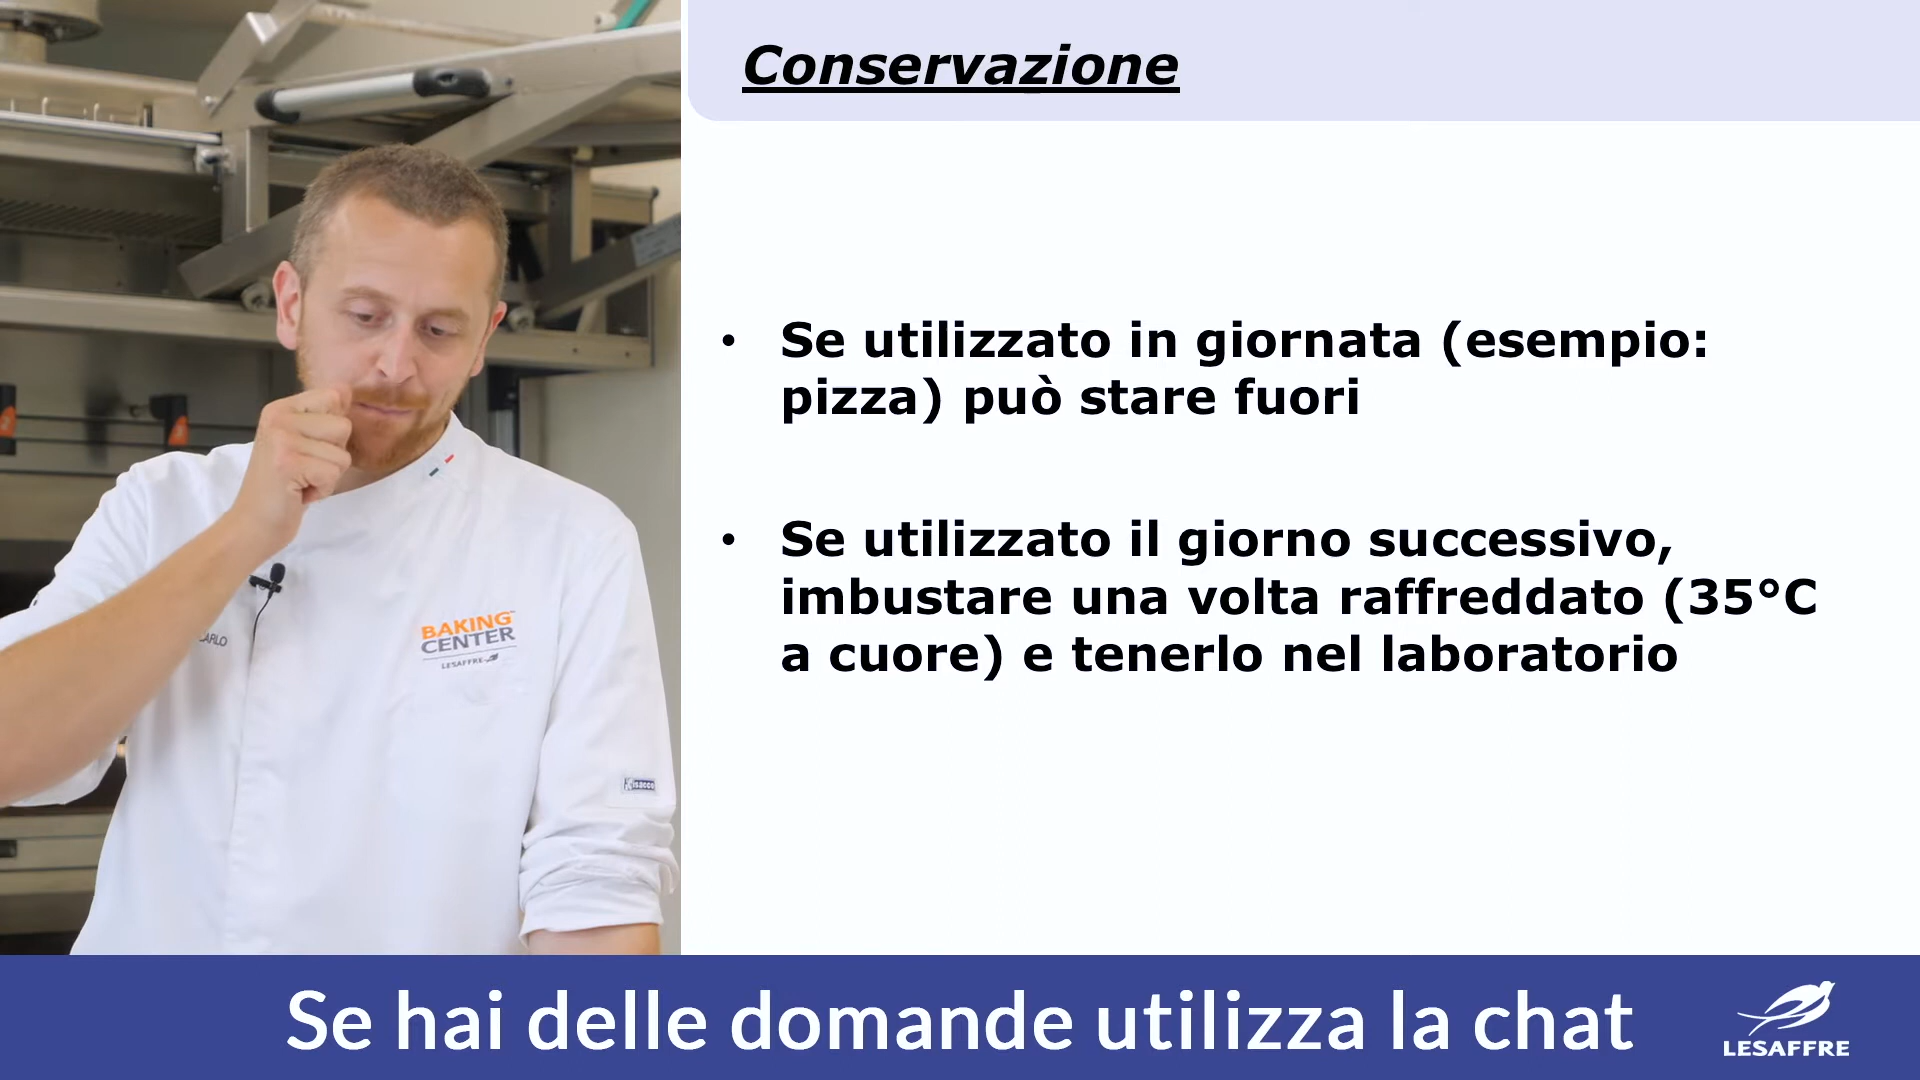 Conservazione
• Se utilizzato in giornata (esempio:
pizza) può stare fuori
• Se utilizzato il giorno successivo,
imbustare una volta raffreddato (35°C
a cuore) e tenerlo nel laboratorio
BAKING
CENTER
LESAFFRE
Se hai delle domande utilizza la chat
LESAFFRE